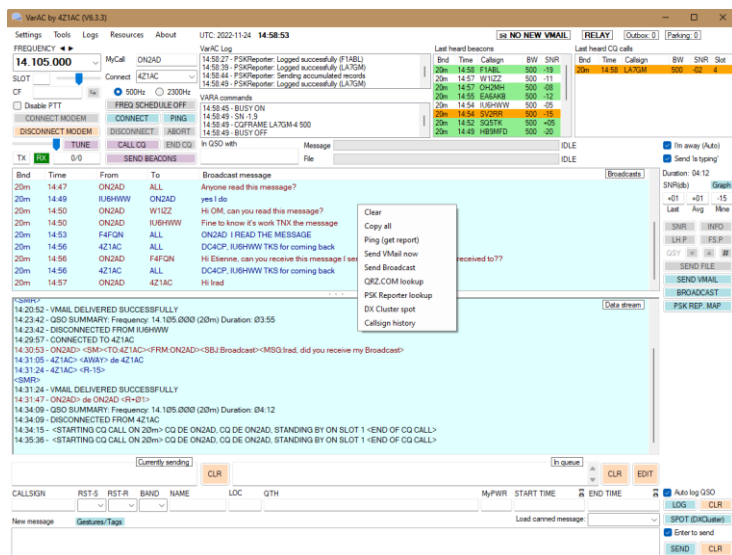 VarAC by 4Z1AC (V6.3.3)
Settings Tools Logs Resources About UTC: 2022-11-24 14:58:53 NO NEW VMAIL RELAY Outbox: 0 Parking: 0
FREQUENCY ◄ ► VarAC Log Last heard beacons Last heard CQ calls
14.105.000 MyCall ON2AD
SLOT Connect 4Z1AC
CF 500Hz 2300Hz
14:58:27 - PSKReporter: Logged successfully (F1ABL)
14:58:39 - PSKReporter: Logged successfully (LA7GM)
14:58:44 - PSKReporter: Sending accumulated records
14:58:49 - PSKReporter: Logged successfully (LA7GM)
Bnd Time Callsign BW SNR
20m 14:58 F1ABL 500 -19
20m 14:57 W1IZZ 500 -11
20m 14:57 OH2MH 500 -08
20m 14:55 EA6AKB 500 -12
20m 14:54 IU6HWW 500 -05
20m 14:54 SV2RR 500 -15
20m 14:52 SQ5TK 500 +05
20m 14:49 HB9MFD 500 -20
Bnd Time Callsign BW SNR Slot
20m 14:58 LA7GM 500 -02 4
Disable PTT FREQ SCHEDULE OFF
CONNECT MODEM CONNECT PING
DISCONNECT MODEM DISCONNECT ABORT
VARA commands
14:58:45 - BUSY ON
14:58:49 - SN -1,9
14:58:49 - CQFRAME LA7GM-4 500
14:58:49 - BUSY OFF
TUNE CALL CQ END CQ In QSO with Message IDLE I'm away (Auto)
TX RX 0/0 SEND BEACONS File IDLE Send 'is typing'
Bnd Time From To Broadcast message Broadcasts
20m 14:47 ON2AD ALL Anyone read this message?
20m 14:49 IU6HWW ON2AD yes I do
20m 14:50 ON2AD W1IZZ Hi OM, can you read this message?
20m 14:50 ON2AD IU6HWW Fine to know it's work TNX the message
20m 14:53 F4FQN ALL ON2AD I READ THE MESSAGE
20m 14:56 4Z1AC ALL DC4CP, IU6HWW TKS for coming back
20m 14:56 ON2AD F4FQN Hi Etienne, can you receive this message I se received to??
20m 14:56 4Z1AC ALL DC4CP, IU6HWW TKS for coming back
20m 14:57 ON2AD 4Z1AC Hi Irad
Clear
Copy all
Ping (get report)
Send VMail now
Send Broadcast
QRZ.COM lookup
PSK Reporter lookup
DX Cluster spot
Callsign history
Duration: 04:12
SNR(db) Graph
+01 +01 -15
Last Avg Mine
SNR INFO
LH.P FS.P
QSY #
SEND FILE
SEND VMAIL
BROADCAST
PSK REP. MAP
<SMR>
Data stream
14:20:52 - VMAIL DELIVERED SUCCESSFULLY
14:23:42 - QSO SUMMARY: Frequency: 14.105.000 (20m) Duration: 03:55
14:23:42 - DISCONNECTED FROM IU6HWW
14:29:57 - CONNECTED TO 4Z1AC
14:30:53 - ON2AD> <SM><TO:4Z1AC><FRM:ON2AD><SBJ:Broadcast><MSG:Irad, did you receive my Broadcast>
14:31:05 - 4Z1AC> <AWAY> de 4Z1AC
14:31:24 - 4Z1AC> <R-15>
<SMR>
14:31:24 - VMAIL DELIVERED SUCCESSFULLY
14:31:47 - ON2AD> de ON2AD <R+Ø1>
14:34:09 - QSO SUMMARY: Frequency: 14.1Ø5.ØØØ (2Øm) Duration: Ø4:12
14:34:09 - DISCONNECTED FROM 4Z1AC
14:34:15 - <STARTING CQ CALL ON 2Øm> CQ DE ON2AD, CQ DE ON2AD, STANDING BY ON SLOT 1 <END OF CQ CALL>
14:35:36 - <STARTING CQ CALL ON 2Øm> CQ DE ON2AD, CQ DE ON2AD, STANDING BY ON SLOT 1 <END OF CQ CALL>
Currently sending CLR In queue CLR EDIT
CALLSIGN RST-S RST-R BAND NAME LOC QTH MyPWR START TIME END TIME Auto log QSO
LOG CLR
New message Gestures/Tags Load canned message: SPOT (DXCluster)
Enter to send
SEND CLR